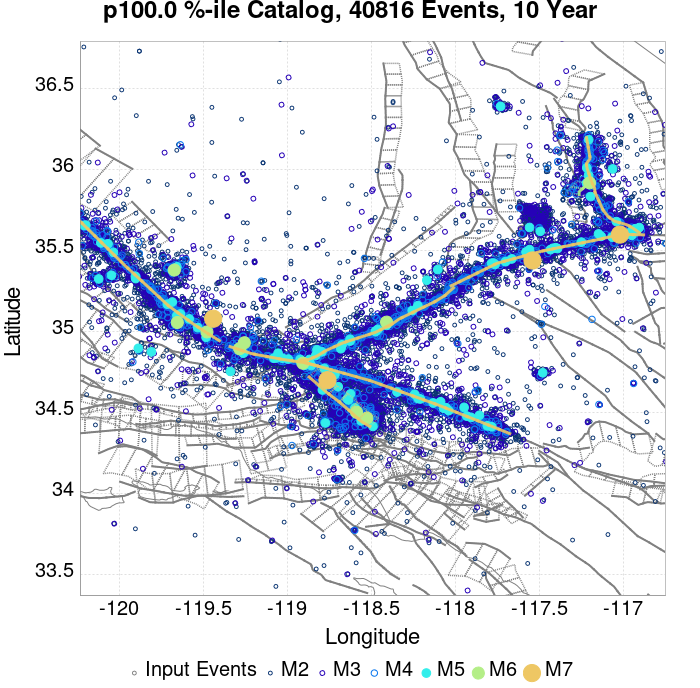 p100.0 %-ile Catalog, 40816 Events, 10 Year
36.5
36
35.5
35
34.5
34
33.5
Latitude
-120 -119.5 -119 -118.5 -118 -117.5 -117
Longitude
Input Events M2 M3 M4 M5 M6 M7